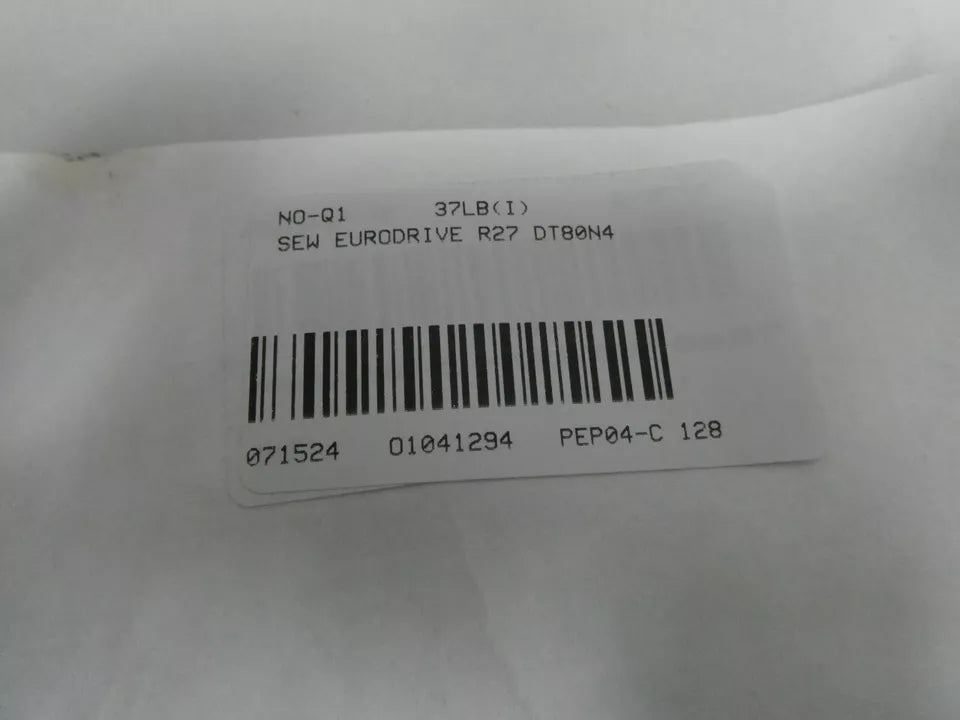 NO-Q1 37LB(I)
SEW EURODRIVE R27 DT80N4
071524 01041294 PEP04-C 128